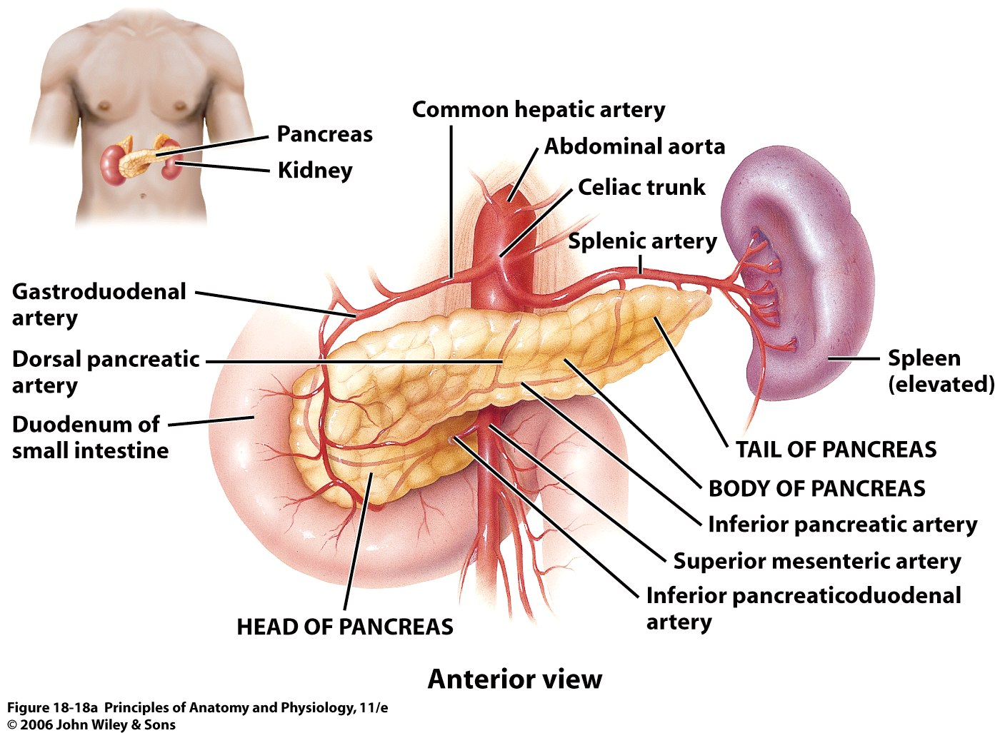 Common hepatic artery
Pancreas
Abdominal aorta
Kidney
Celiac trunk
Splenic artery
Gastroduodenal
artery
Dorsal pancreatic
artery
Spleen
(elevated)
Duodenum of
small intestine
TAIL OF PANCREAS
BODY OF PANCREAS
Inferior pancreatic artery
Superior mesenteric artery
Inferior pancreaticoduodenal
artery
HEAD OF PANCREAS
Anterior view
Figure 18-18a Principles of Anatomy and Physiology, 11/e
© 2006 John Wiley & Sons